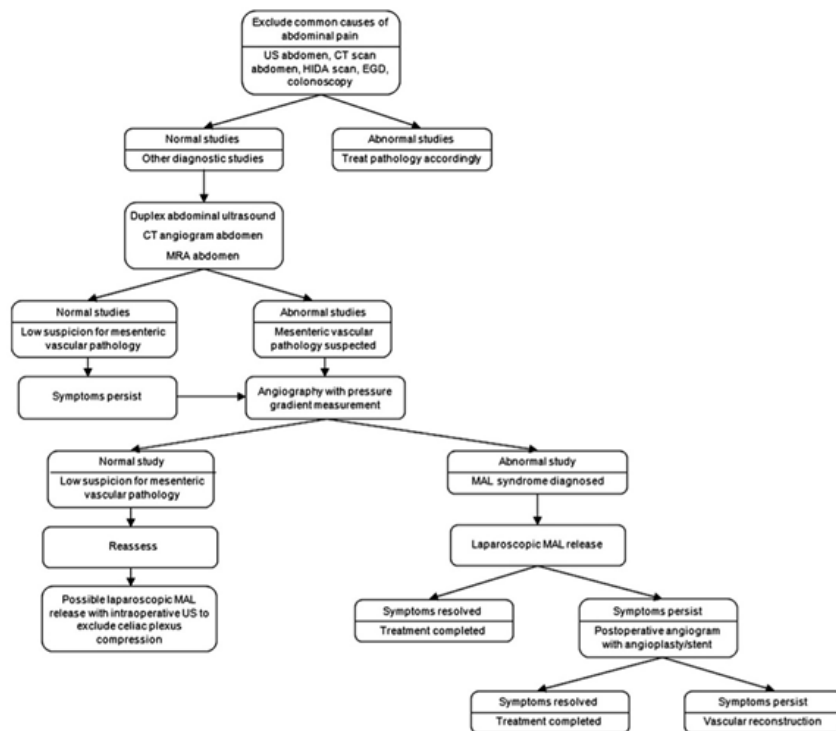 Exclude common causes of
abdominal pain
US abdomen, CT scan
abdomen, HIDA scan, EGD,
colonoscopy
Normal studies
Other diagnostic studies
Abnormal studies
Treat pathology accordingly
Duplex abdominal ultrasound
CT angiogram abdomen
MRA abdomen
Normal studies
Low suspicion for mesenteric
vascular pathology
Abnormal studies
Mesenteric vascular
pathology suspected
Symptoms persist
Angiography with pressure
gradient measurement
Normal study
Low suspicion for mesenteric
vascular pathology
Abnormal study
MAL syndrome diagnosed
Reassess
Laparoscopic MAL release
Possible laparoscopic MAL
release with intraoperative US to
exclude celiac plexus
compression
Symptoms resolved
Treatment completed
Symptoms persist
Postoperative angiogram
with angioplasty/stent
Symptoms resolved
Treatment completed
Symptoms persist
Vascular reconstruction